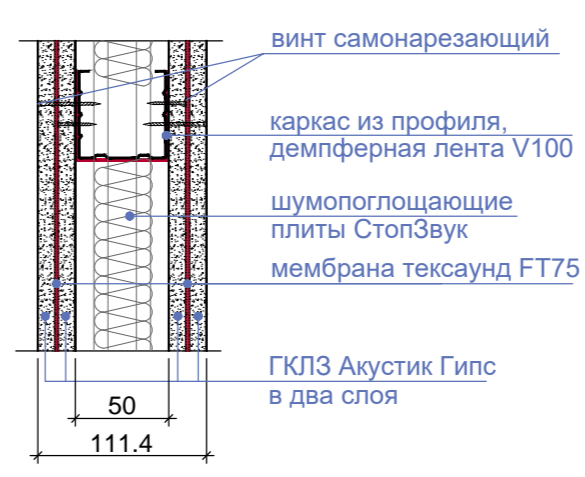 винт самонарезающий
каркас из профиля,
демпферная лента V100
шумопоглощающие
плиты СтопЗвук
мембрана тексаунд FT75
ГКЛЗ Акустик Гипс
в два слоя
50
111.4